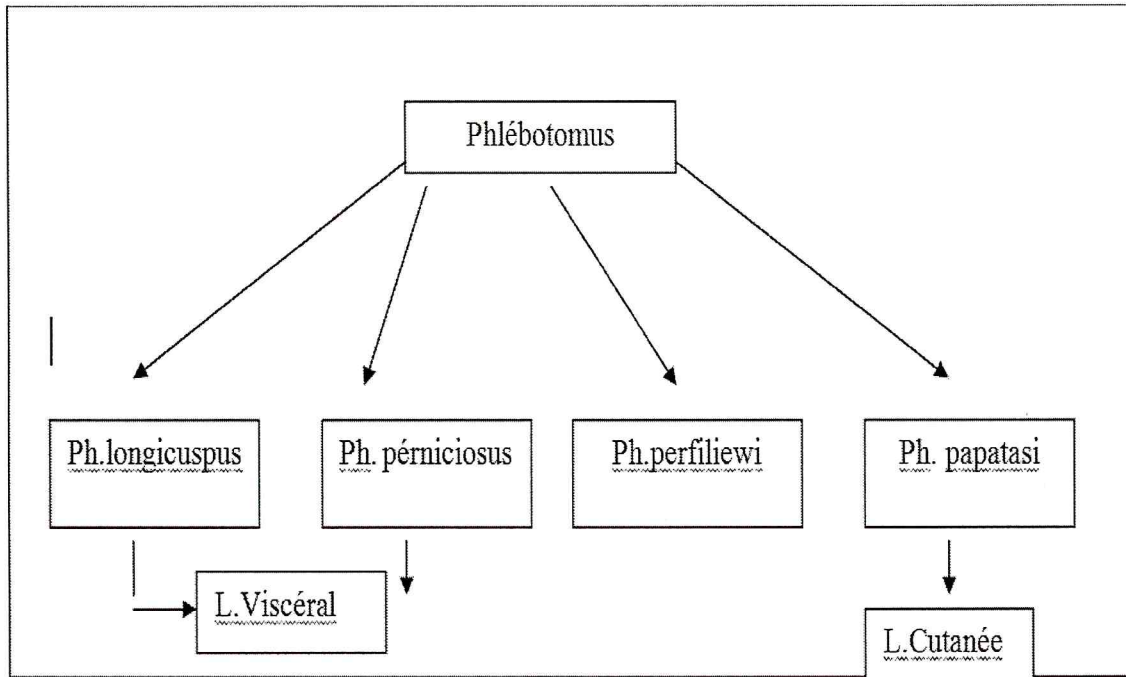 Phlébotomus
Ph.longicuspus
Ph. pérniciosus
Ph.perfiliewi
Ph. papatasi
L.Viscéral
L.Cutanée